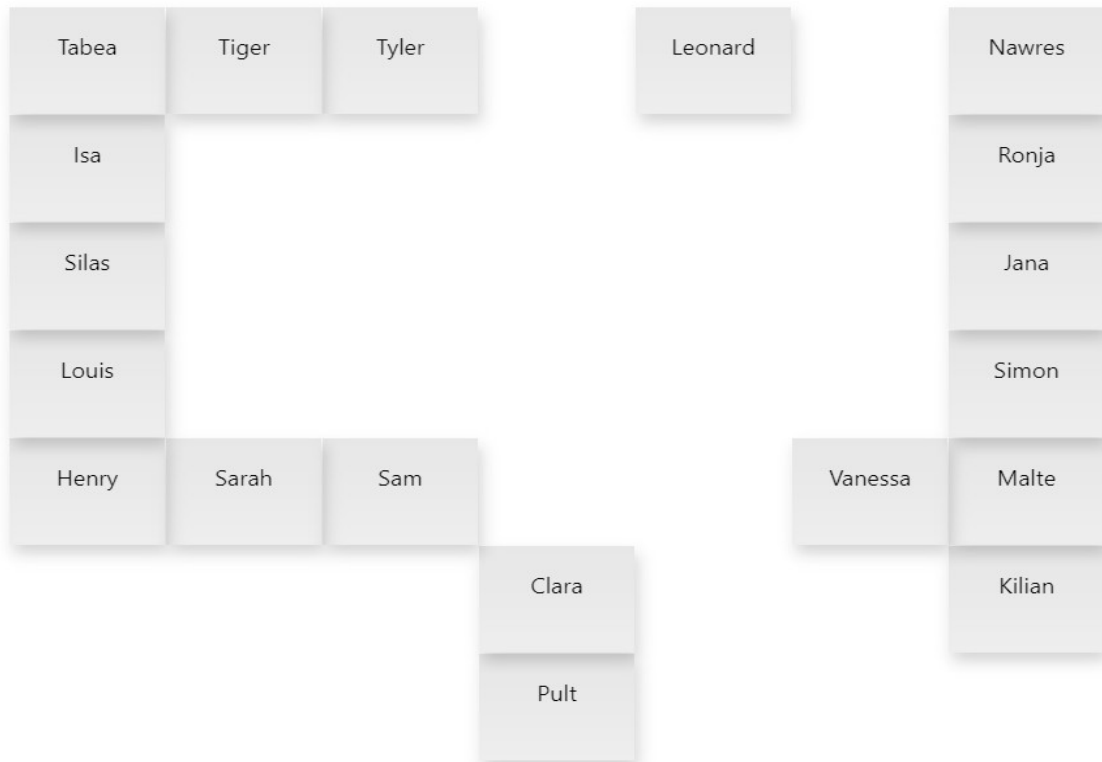 Tabea Tiger Tyler Leonard Nawres
Isa Ronja
Silas Jana
Louis Simon
Henry Sarah Sam Vanessa Malte
Clara Kilian
Pult